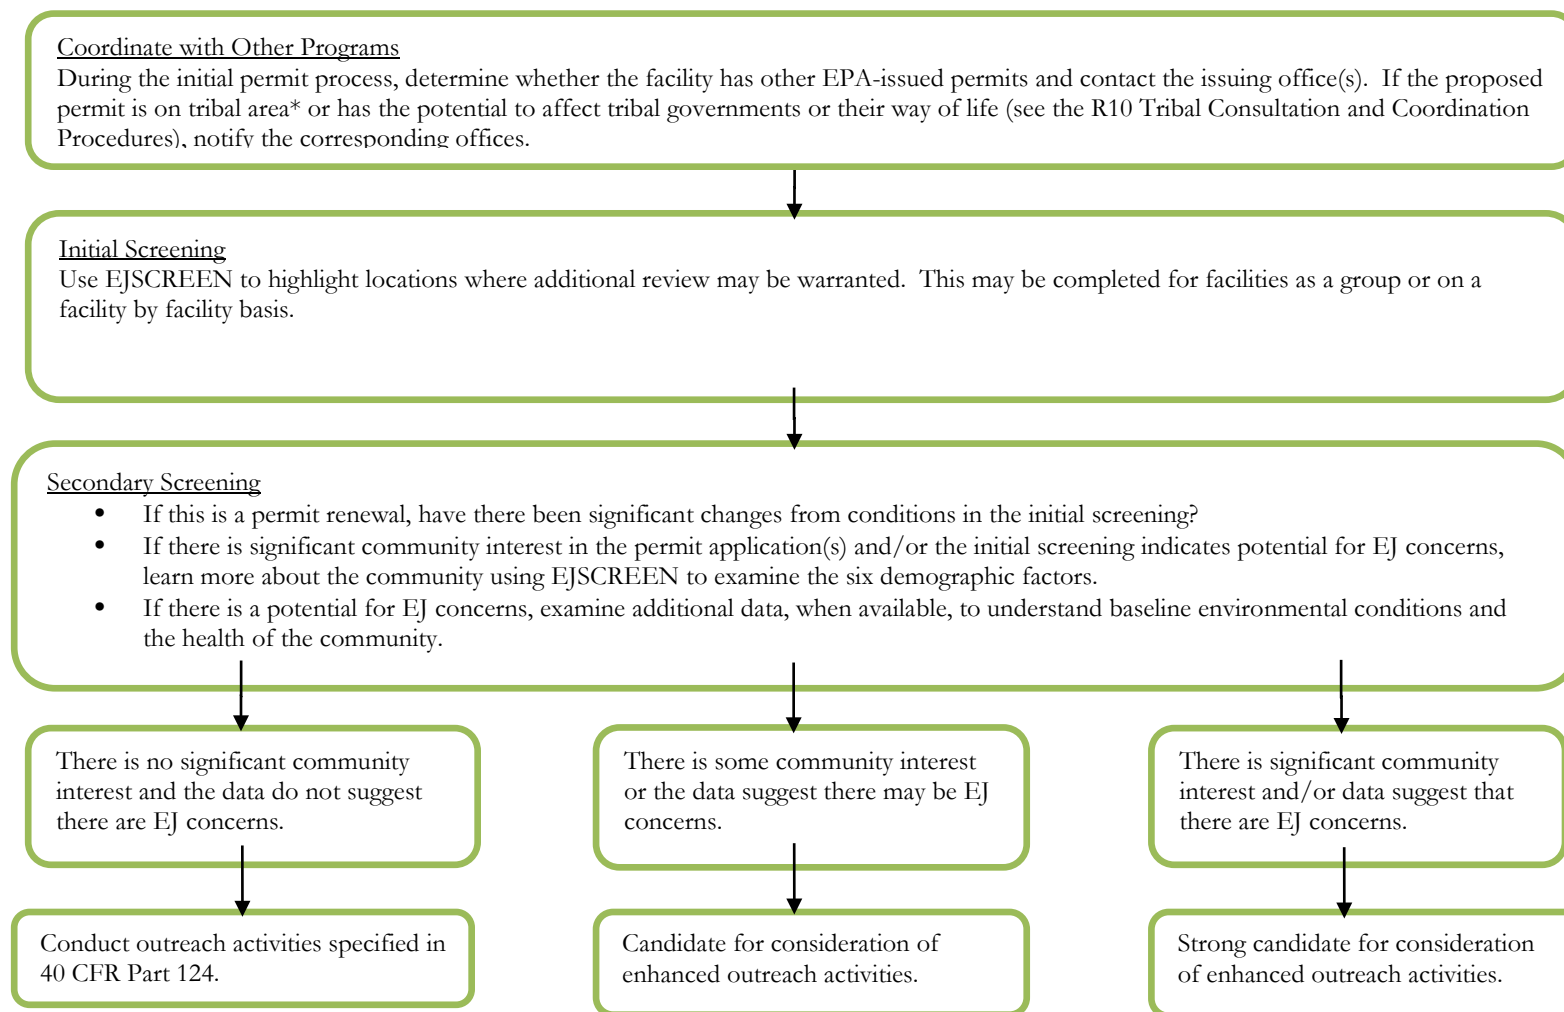 Coordinate with Other Programs
During the initial permit process, determine whether the facility has other EPA-issued permits and contact the issuing office(s).  If the proposed
permit is on tribal area* or has the potential to affect tribal governments or their way of life (see the R10 Tribal Consultation and Coordination
Procedures), notify the corresponding offices.
Initial Screening
Use EJSCREEN to highlight locations where additional review may be warranted.  This may be completed for facilities as a group or on a
facility by facility basis.
Secondary Screening
• If this is a permit renewal, have there been significant changes from conditions in the initial screening?
• If there is significant community interest in the permit application(s) and/or the initial screening indicates potential for EJ concerns,
learn more about the community using EJSCREEN to examine the six demographic factors.
• If there is a potential for EJ concerns, examine additional data, when available, to understand baseline environmental conditions and
the health of the community.
There is no significant community
interest and the data do not suggest
there are EJ concerns.
There is some community interest
or the data suggest there may be EJ
concerns.
There is significant community
interest and/or data suggest that
there are EJ concerns.
Conduct outreach activities specified in
40 CFR Part 124.
Candidate for consideration of
enhanced outreach activities.
Strong candidate for consideration
of enhanced outreach activities.